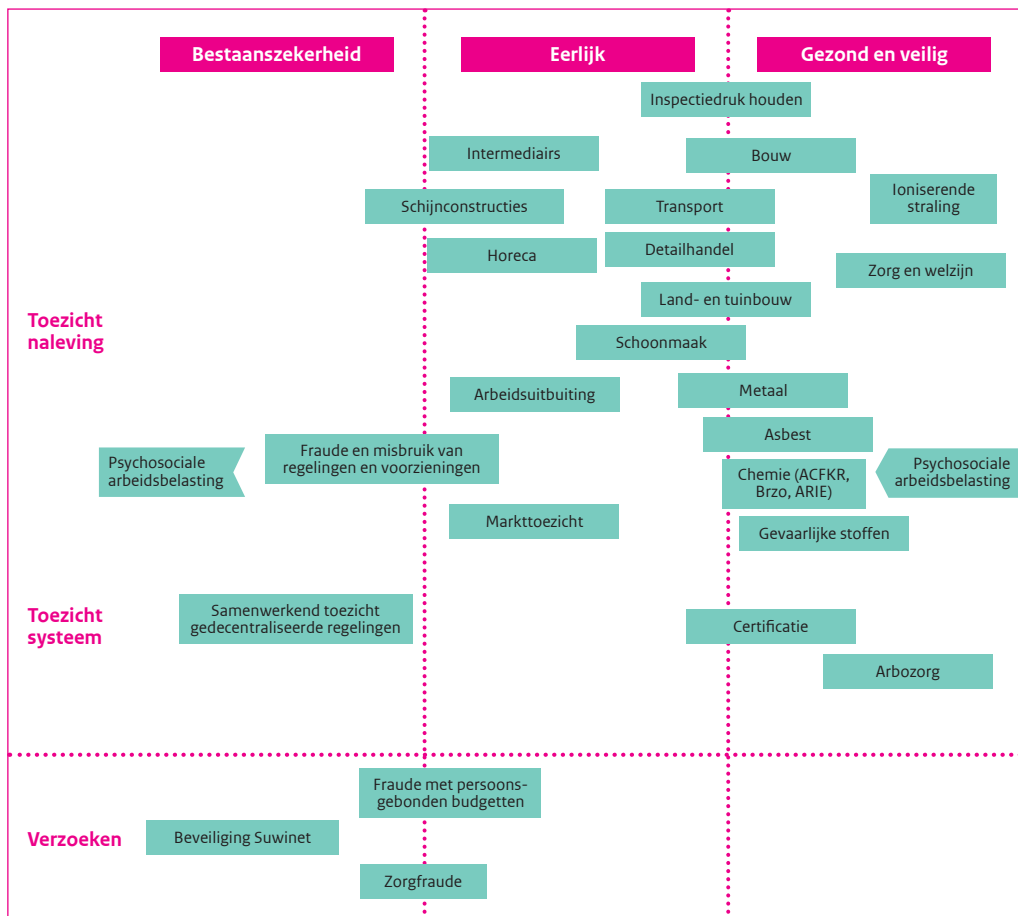 Bestaanszekerheid
Eerlijk
Gezond en veilig
Inspectiedruk houden
Intermediairs
Bouw
Ioniserende
straling
Schijnconstructies
Transport
Horeca
Detailhandel
Zorg en welzijn
Land- en tuinbouw
Toezicht
naleving
Schoonmaak
Arbeidsuitbuiting
Metaal
Asbest
Psychosociale
arbeidsbelasting
Fraude en misbruik van
regelingen en voorzieningen
Chemie (ACFKR,
Brzo, ARIE)
Psychosociale
arbeidsbelasting
Markttoezicht
Gevaarlijke stoffen
Toezicht
systeem
Samenwerkend toezicht
gedecentraliseerde regelingen
Certificatie
Arbozorg
Fraude met persoons-
gebonden budgetten
Verzoeken
Beveiliging Suwinet
Zorgfraude